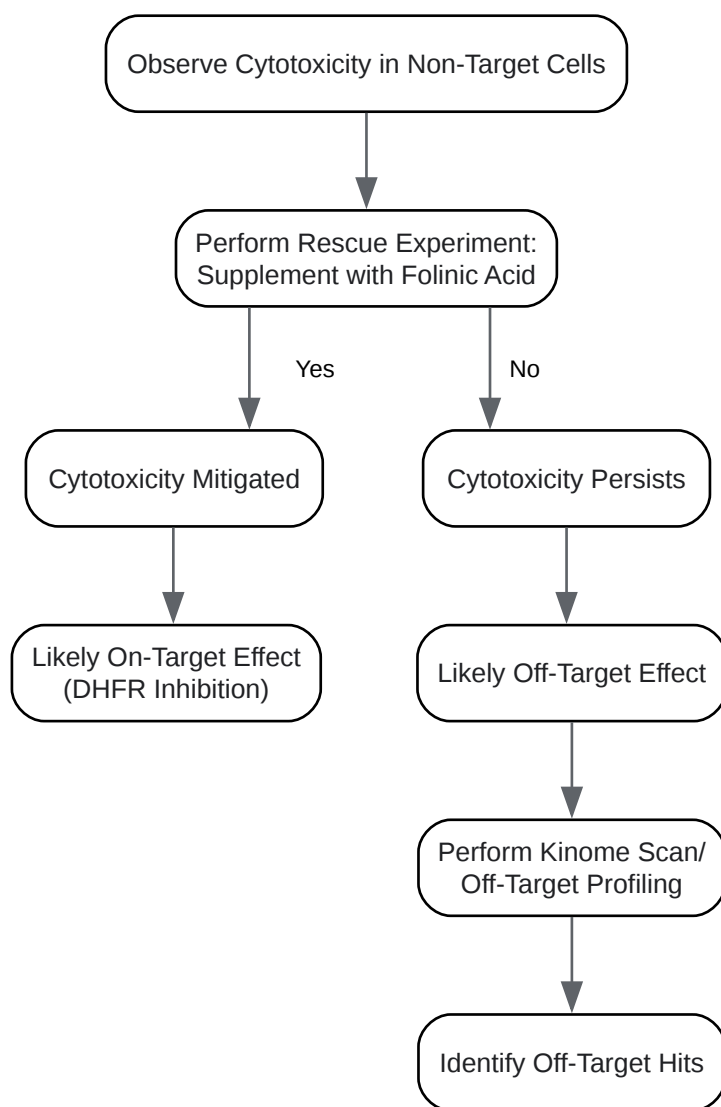 Observe Cytotoxicity in Non-Target Cells
Perform Rescue Experiment:
Supplement with Folinic Acid
Yes
No
Cytotoxicity Mitigated
Cytotoxicity Persists
Likely On-Target Effect
(DHFR Inhibition)
Likely Off-Target Effect
Perform Kinome Scan/
Off-Target Profiling
Identify Off-Target Hits